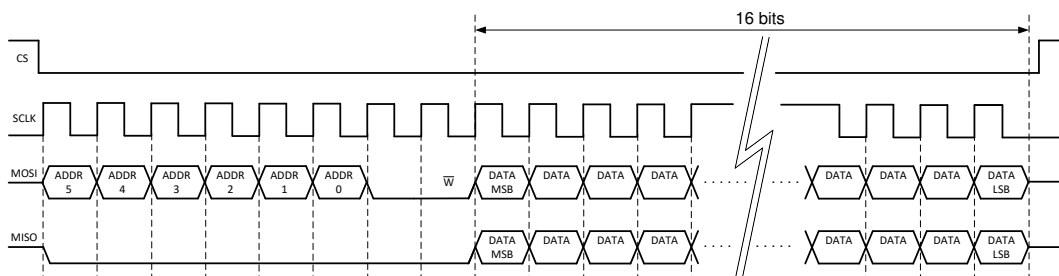 16 bits
CS
SCLK
MOSI ADDR 5 ADDR 4 ADDR 3 ADDR 2 ADDR 1 ADDR 0 W̅ DATA MSB DATA DATA DATA DATA DATA DATA DATA LSB
MISO DATA MSB DATA DATA DATA DATA DATA DATA DATA LSB